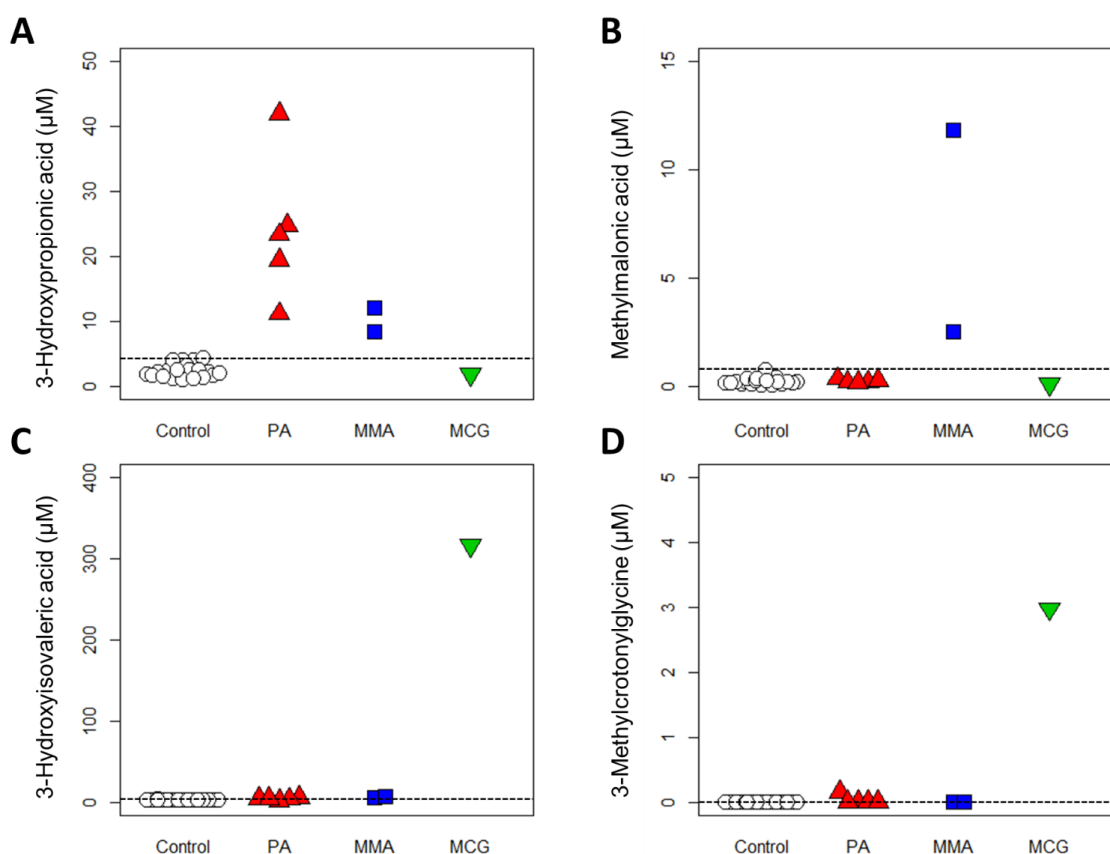 A
3-Hydroxypropionic acid (µM)
50
40
30
20
10
0
Control PA MMA MCG
B
Methylmalonic acid (µM)
15
10
5
0
Control PA MMA MCG
C
3-Hydroxyisovaleric acid (µM)
400
300
200
100
0
Control PA MMA MCG
D
3-Methylcrotonylglycine (µM)
5
4
3
2
1
0
Control PA MMA MCG